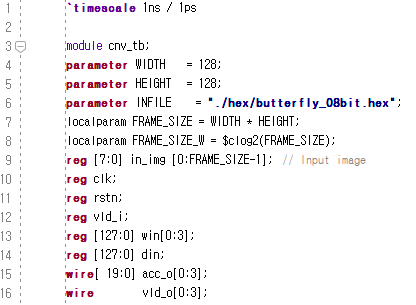 1 `timescale 1ns / 1ps
2
3 module cnv_tb;
4 parameter WIDTH   = 128;
5 parameter HEIGHT  = 128;
6 parameter INFILE    = "./hex/butterfly_08bit.hex";
7 localparam FRAME_SIZE = WIDTH * HEIGHT;
8 localparam FRAME_SIZE_W = $clog2(FRAME_SIZE);
9 reg [7:0] in_img [0:FRAME_SIZE-1];  // Input image
10 reg clk;
11 reg rstn;
12 reg vld_i;
13 reg [127:0] win[0:3];
14 reg [127:0] din;
15 wire[ 19:0] acc_o[0:3];
16 wire        vld_o[0:3];